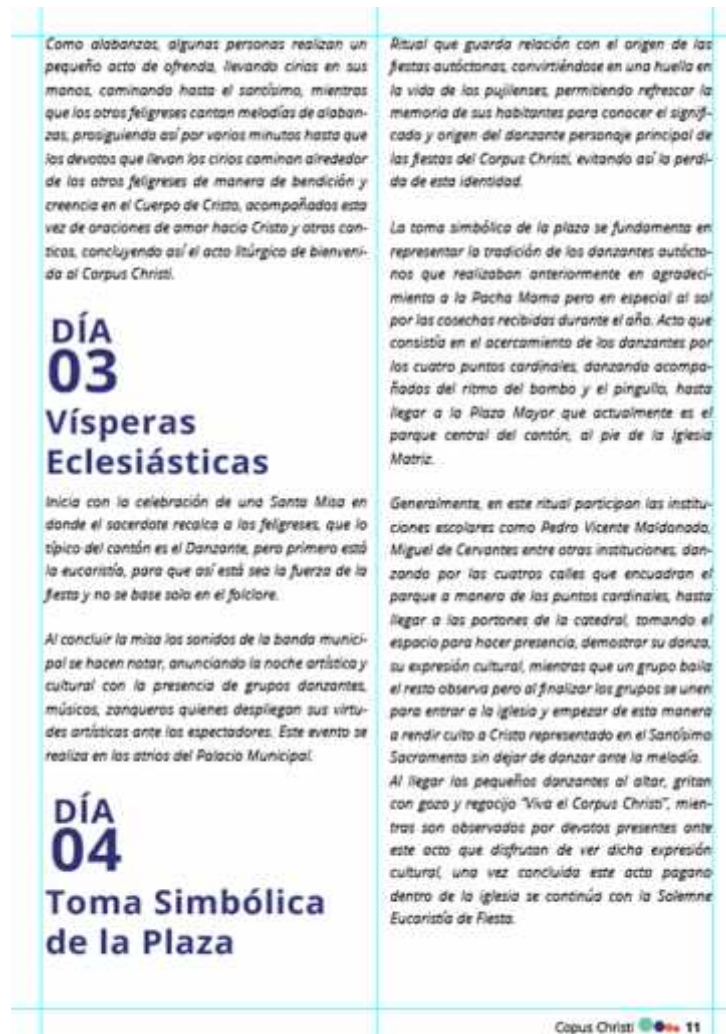 Como alabanzas, algunas personas realizan un
pequeño acto de ofrenda, llevando cirios en sus
manos, caminando hasta el santísimo, mientras
que los otros feligreses cantan melodías de alaban-
zas, prosiguiendo así por varios minutos hasta que
los devotos que llevan los cirios caminan alrededor
de los otros feligreses de manera de bendición y
creencia en el Cuerpo de Cristo, acompañados esta
vez de oraciones de amor hacia Cristo y otros can-
ticos, concluyendo así el acto litúrgico de bienveni-
da al Corpus Christi.
DÍA
03
Vísperas
Eclesiásticas
Inicia con la celebración de una Santa Misa en
donde el sacerdote recalca a los feligreses, que lo
típico del cantón es el Danzante, pero primero está
la eucaristía, para que así está sea la fuerza de la
fiesta y no se base solo en el folclore.
Al concluir la misa los sonidos de la banda munici-
pal se hacen notar, anunciando la noche artística y
cultural con la presencia de grupos danzantes,
músicos, zanqueros quienes despliegan sus virtu-
des artísticas ante los espectadores. Este evento se
realiza en los atrios del Palacio Municipal.
DÍA
04
Toma Simbólica
de la Plaza
Ritual que guarda relación con el origen de las
fiestas autóctonas, convirtiéndose en una huella en
la vida de los pujilenses, permitiendo refrescar la
memoria de sus habitantes para conocer el signifi-
cado y origen del danzante personaje principal de
las fiestas del Corpus Christi, evitando así la perdi-
da de esta identidad.
La toma simbólica de la plaza se fundamenta en
representar la tradición de los danzantes autócto-
nos que realizaban anteriormente en agradeci-
miento a la Pacha Mama pero en especial al sol
por las cosechas recibidas durante el año. Acto que
consistía en el acercamiento de los danzantes por
los cuatro puntos cardinales, danzando acompa-
ñados del ritmo del bombo y el pingullo, hasta
llegar a la Plaza Mayor que actualmente es el
parque central del cantón, al pie de la Iglesia
Matriz.
Generalmente, en este ritual participan las institu-
ciones escolares como Pedro Vicente Maldonado,
Miguel de Cervantes entre otras instituciones, dan-
zando por las cuatros calles que encuadran el
parque a manera de los puntos cardinales, hasta
llegar a los portones de la catedral, tomando el
espacio para hacer presencia, demostrar su danza,
su expresión cultural, mientras que un grupo baila
el resto observa pero al finalizar los grupos se unen
para entrar a la iglesia y empezar de esta manera
a rendir culto a Cristo representado en el Santísimo
Sacramento sin dejar de danzar ante la melodía.
Al llegar los pequeños danzantes al altar, gritan
con gozo y regocijo "Viva el Corpus Christi", mien-
tras son observados por devotos presentes ante
este acto que disfrutan de ver dicha expresión
cultural, una vez concluida este acto pagano
dentro de la iglesia se continúa con la Solemne
Eucaristía de Fiesta.
Copus Christi 11